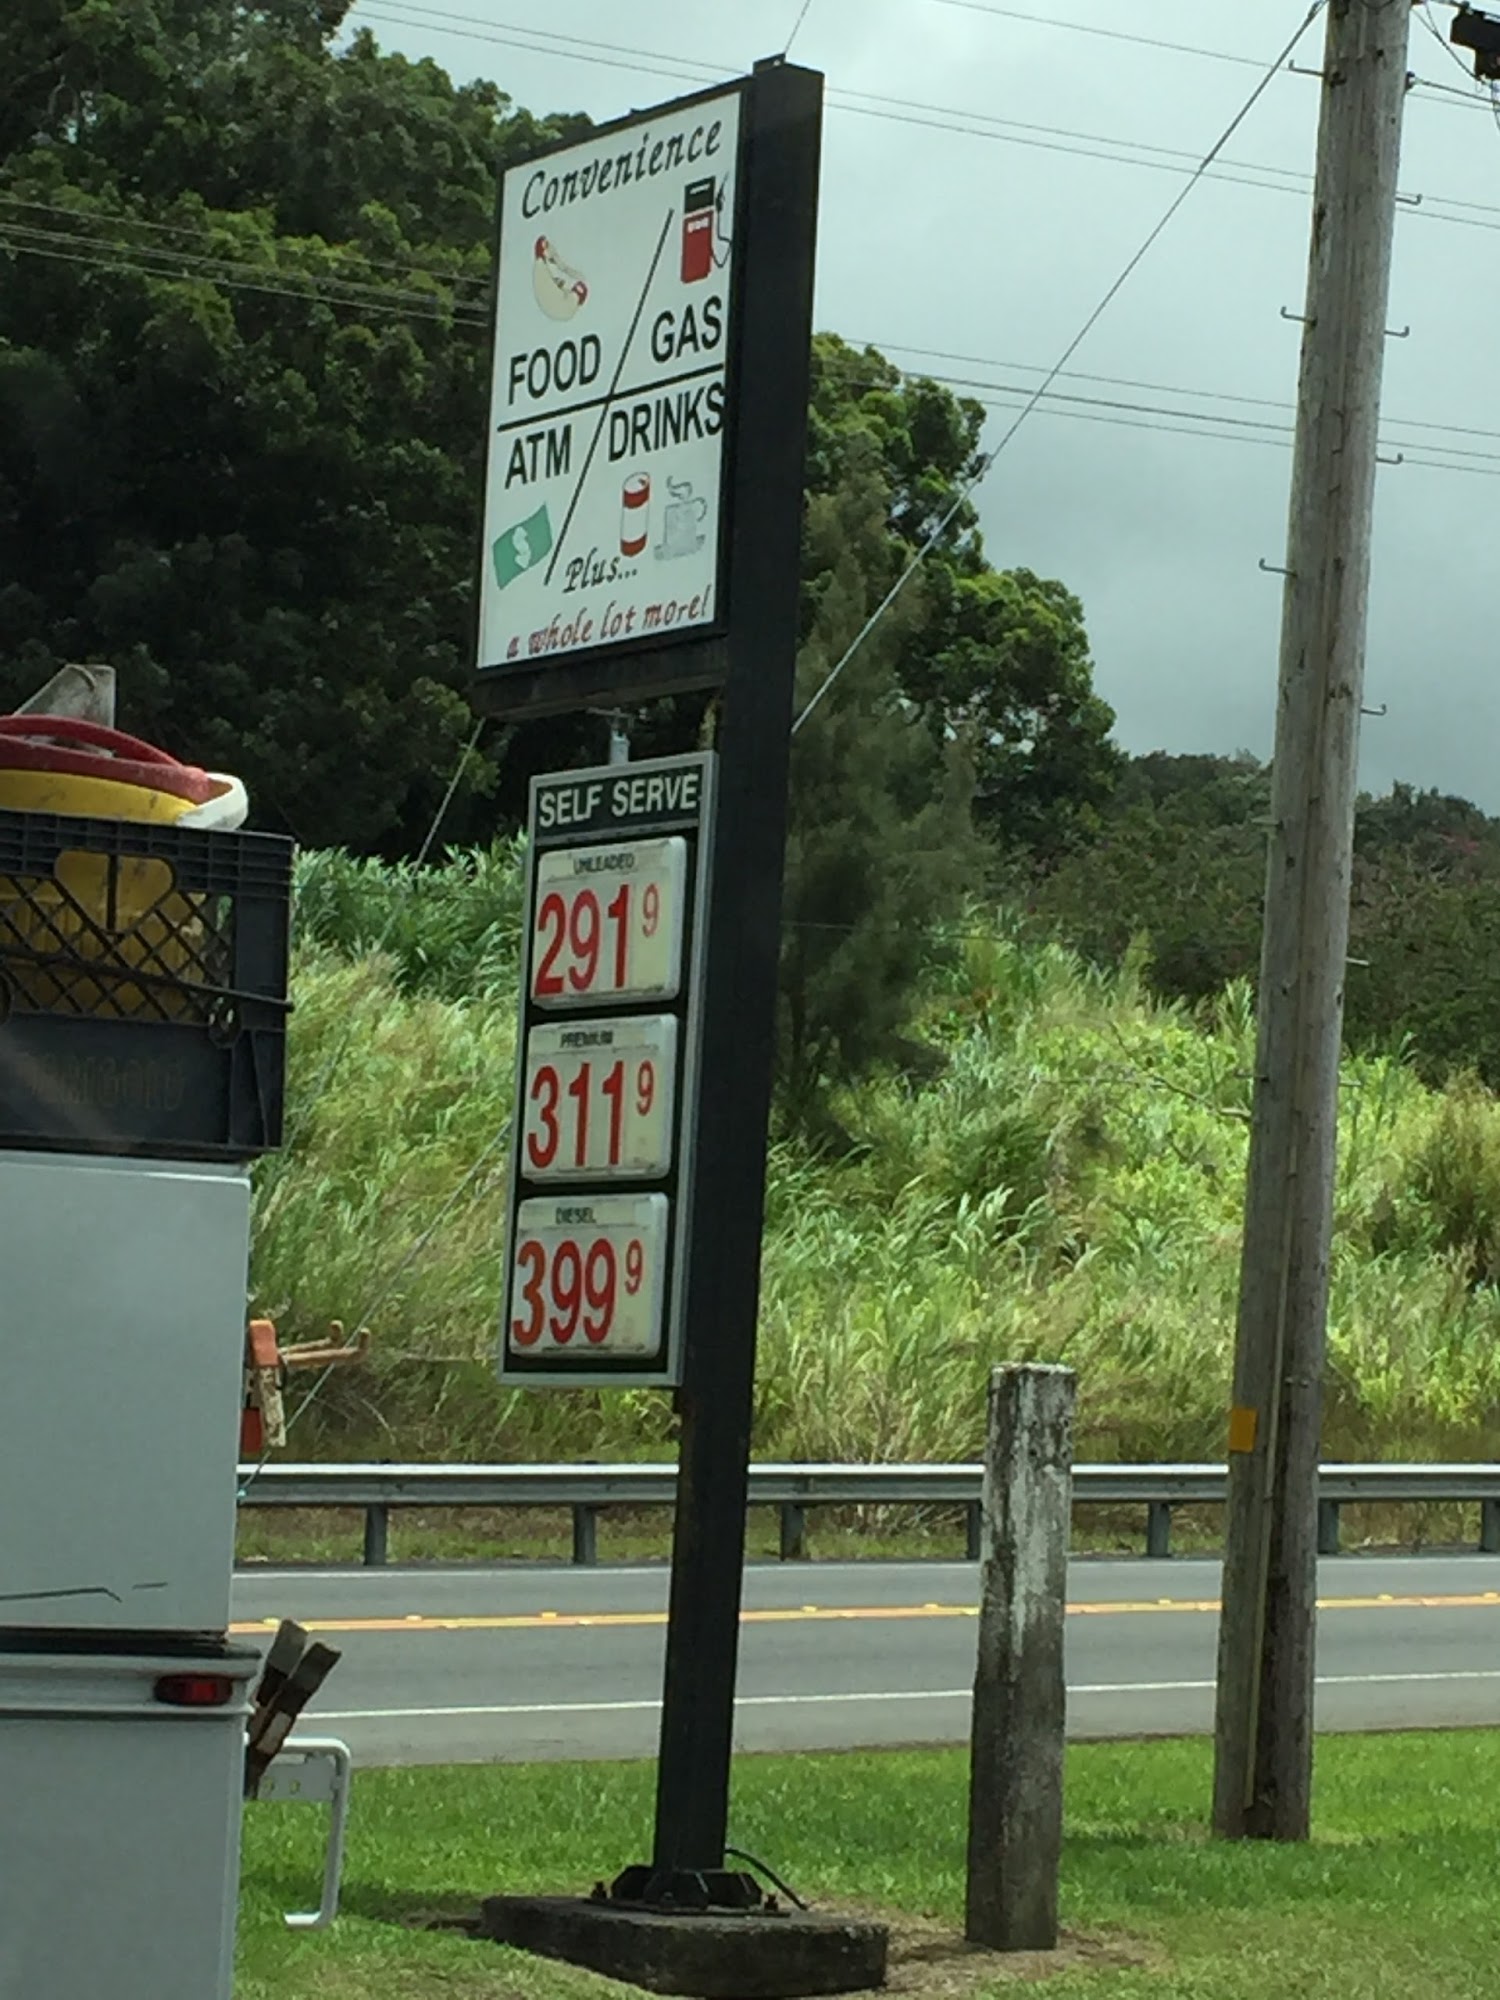 Convenience
FOOD
GAS
ATM
DRINKS
Plus...
a whole lot more!
SELF SERVE
UNLEADED
291 9
PREMIUM
311 9
DIESEL
399 9